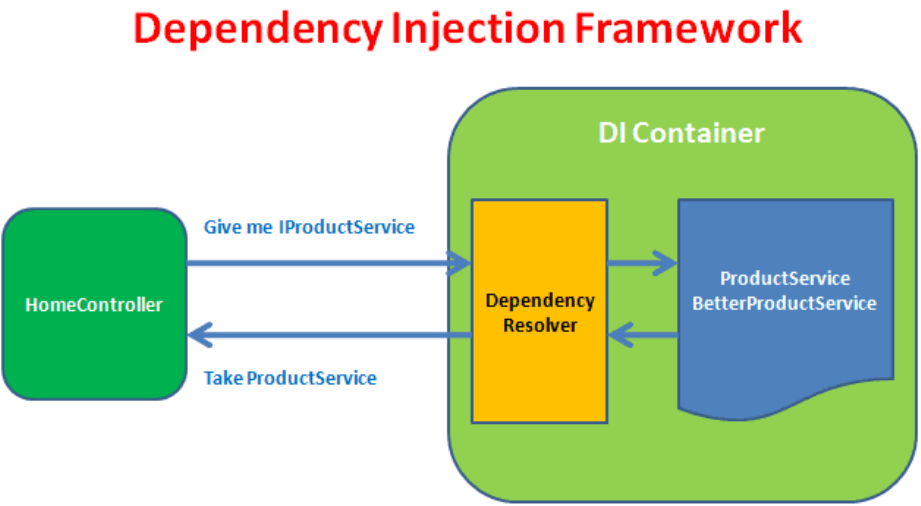 Dependency Injection Framework
DI Container
Give me IProductService
HomeController
Take ProductService
Dependency
Resolver
ProductService
BetterProductService